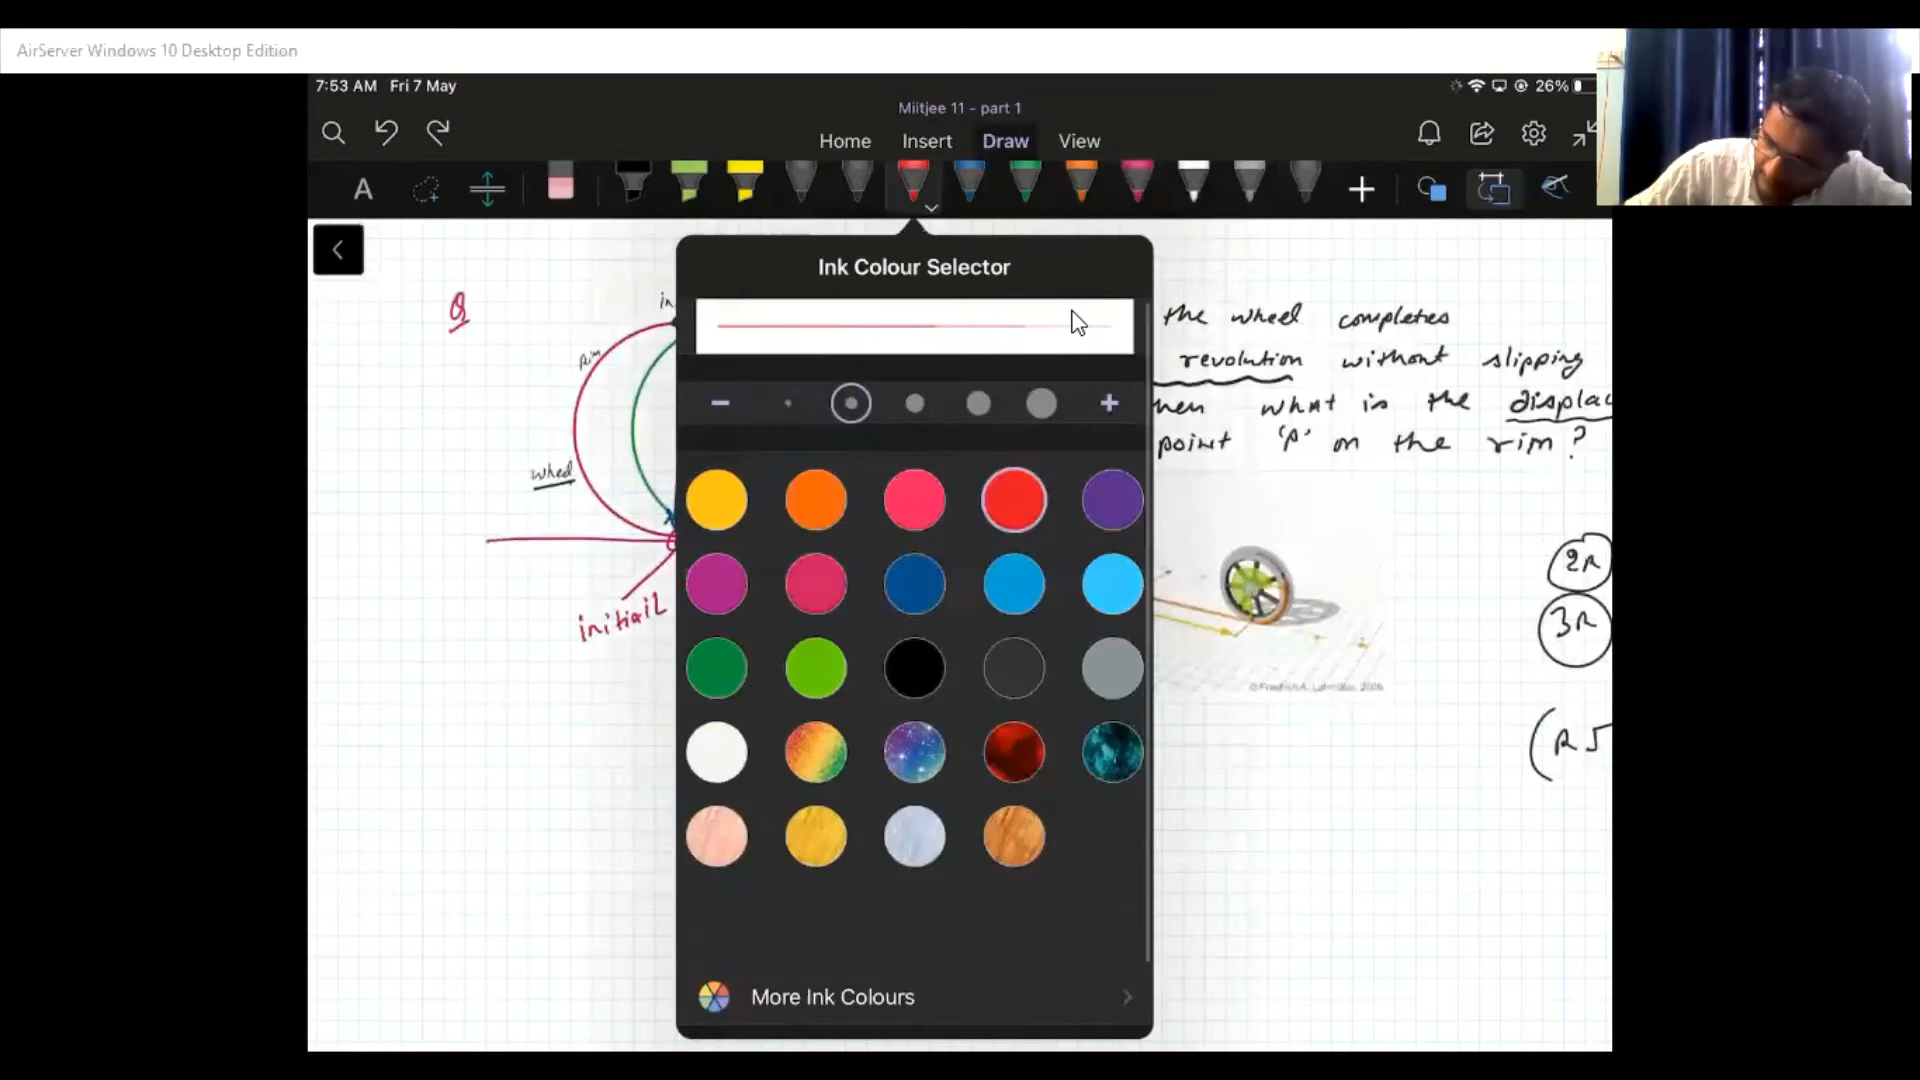 AirServer Windows 10 Desktop Edition
7:53 AM Fri 7 May
26%
Miitjee 11 - part 1
Home Insert Draw View
A
Ink Colour Selector
Q
in
the wheel completes
rim
revolution without slipping
hen what is the displac
point 'P' on the rim?
wheel
initial
2R
3R
(R
More Ink Colours